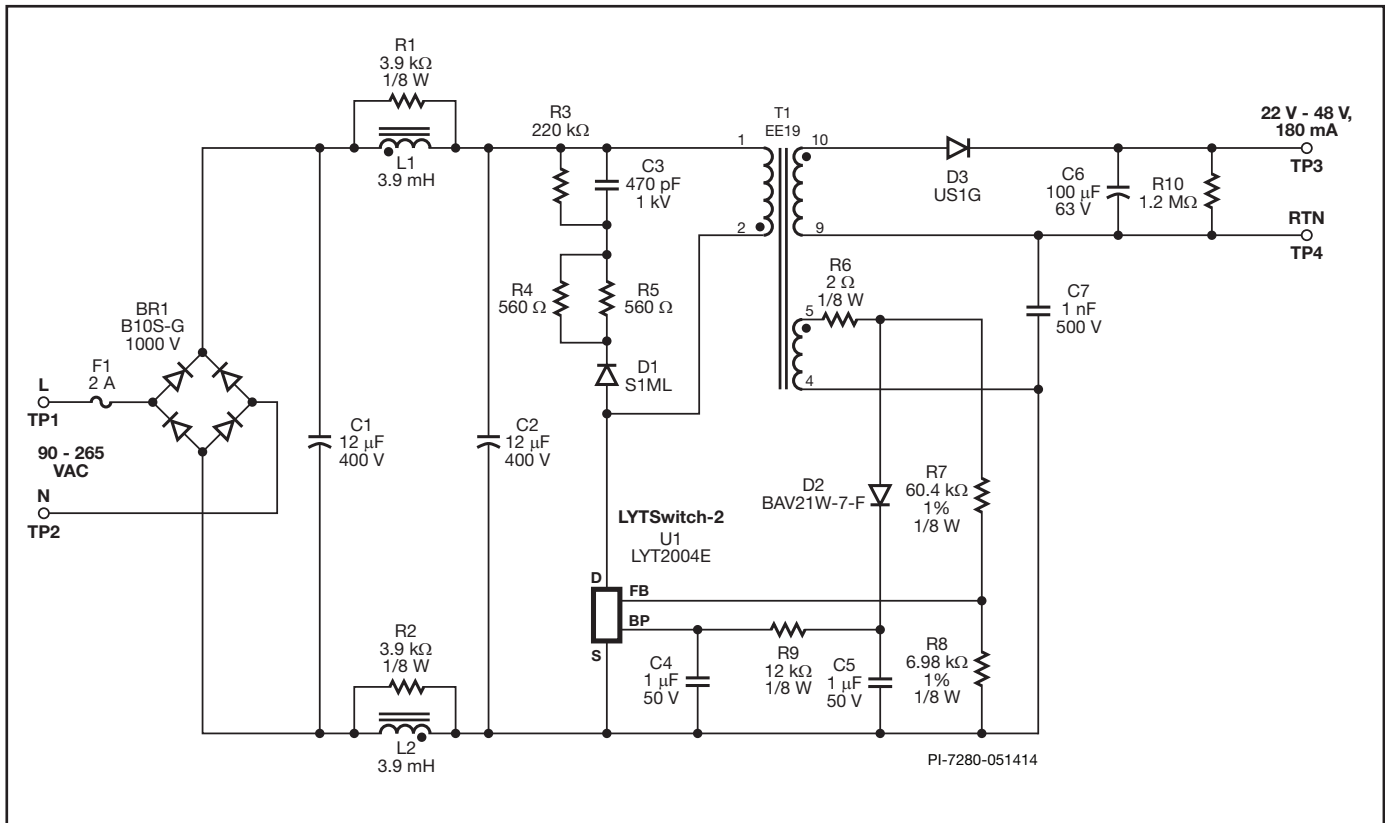 R1
3.9 kΩ
1/8 W
L1
3.9 mH
R3
220 kΩ
C3
470 pF
1 kV
R4
560 Ω
R5
560 Ω
D1
S1ML
T1
EE19
1
2
10
9
5
4
D3
US1G
C6
100 μF
63 V
R10
1.2 MΩ
22 V - 48 V,
180 mA
TP3
RTN
TP4
R6
2 Ω
1/8 W
C7
1 nF
500 V
BR1
B10S-G
1000 V
F1
2 A
L
TP1
90 - 265
VAC
N
TP2
C1
12 μF
400 V
C2
12 μF
400 V
D2
BAV21W-7-F
R7
60.4 kΩ
1%
1/8 W
LYTSwitch-2
U1
LYT2004E
D
FB
BP
S
R2
3.9 kΩ
1/8 W
L2
3.9 mH
C4
1 μF
50 V
R9
12 kΩ
1/8 W
C5
1 μF
50 V
R8
6.98 kΩ
1%
1/8 W
PI-7280-051414